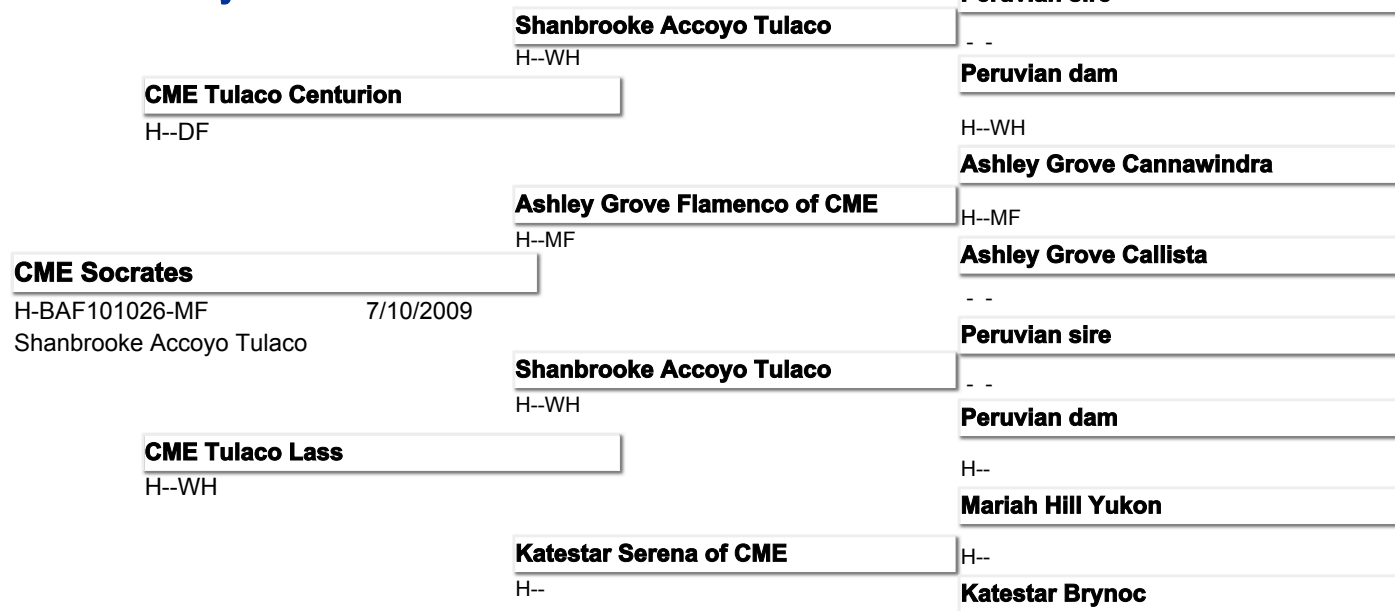 Shanbrooke Accoyo Tulaco
- -
H--WH
Peruvian dam
CME Tulaco Centurion
H--DF
H--WH
Ashley Grove Cannawindra
Ashley Grove Flamenco of CME
H--MF
H--MF
Ashley Grove Callista
CME Socrates
- -
H-BAF101026-MF 7/10/2009
Peruvian sire
Shanbrooke Accoyo Tulaco
Shanbrooke Accoyo Tulaco
- -
H--WH
Peruvian dam
CME Tulaco Lass
H--
H--WH
Mariah Hill Yukon
Katestar Serena of CME
H--
H--
Katestar Brynoc